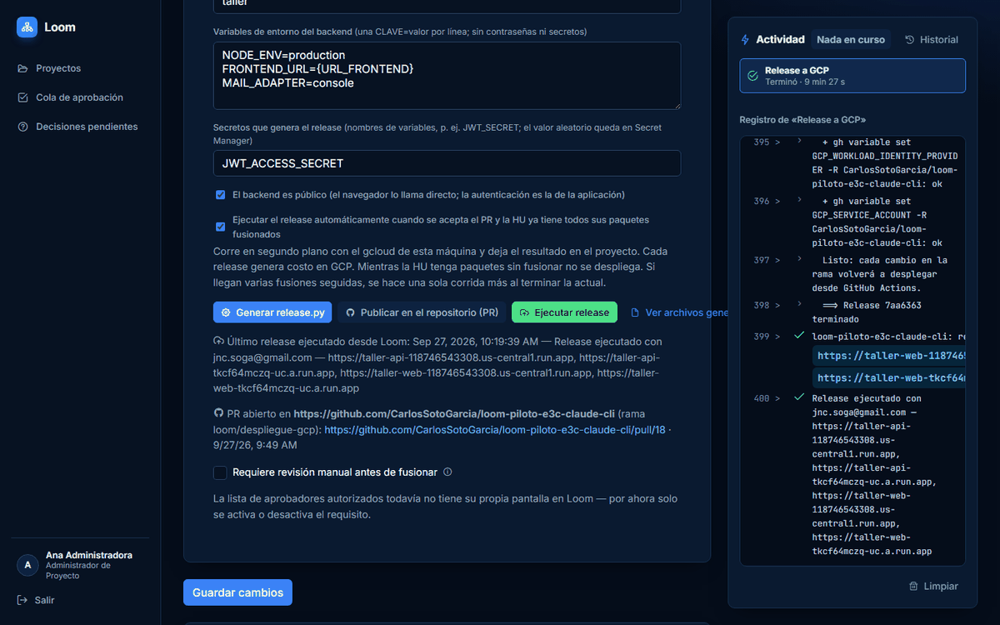 Loom
Proyectos
Cola de aprobación
Decisiones pendientes
A
Ana Administradora
Administrador de
Proyecto
Salir
taller
Variables de entorno del backend (una CLAVE=valor por línea; sin contraseñas ni secretos)
NODE_ENV=production
FRONTEND_URL={URL_FRONTEND}
MAIL_ADAPTER=console
Secretos que genera el release (nombres de variables, p. ej. JWT_SECRET; el valor aleatorio queda en Secret
Manager)
JWT_ACCESS_SECRET
El backend es público (el navegador lo llama directo; la autenticación es la de la aplicación)
Ejecutar el release automáticamente cuando se acepta el PR y la HU ya tiene todos sus paquetes
fusionados
Corre en segundo plano con el gcloud de esta máquina y deja el resultado en el proyecto. Cada
release genera costo en GCP. Mientras la HU tenga paquetes sin fusionar no se despliega. Si
llegan varias fusiones seguidas, se hace una sola corrida más al terminar la actual.
Generar release.py
Publicar en el repositorio (PR)
Ejecutar release
Ver archivos gene
Último release ejecutado desde Loom: Sep 27, 2026, 10:19:39 AM — Release ejecutado con
jnc.soga@gmail.com — https://taller-api-118746543308.us-central1.run.app, https://taller-api-
tkcf64mczq-uc.a.run.app, https://taller-web-118746543308.us-central1.run.app, https://taller-
web-tkcf64mczq-uc.a.run.app
PR abierto en https://github.com/CarlosSotoGarcia/loom-piloto-e3c-claude-cli (rama
loom/despliegue-gcp): https://github.com/CarlosSotoGarcia/loom-piloto-e3c-claude-cli/pull/18 ·
9/27/26, 9:49 AM
Requiere revisión manual antes de fusionar
La lista de aprobadores autorizados todavía no tiene su propia pantalla en Loom — por ahora solo
se activa o desactiva el requisito.
Guardar cambios
Actividad
Nada en curso
Historial
Release a GCP
Terminó · 9 min 27 s
Registro de «Release a GCP»
395 > › + gh variable set
GCP_WORKLOAD_IDENTITY_PROVID
ER -R CarlosSotoGarcia/loom-
piloto-e3c-claude-cli: ok
396 > › + gh variable set
GCP_SERVICE_ACCOUNT -R
CarlosSotoGarcia/loom-
piloto-e3c-claude-cli: ok
397 > › Listo: cada cambio en la
rama volverá a desplegar
desde GitHub Actions.
398 > › ==> Release 7aa6363
terminado
399 > loom-piloto-e3c-claude-cli: re
https://taller-web-118746
https://taller-web-tkcf64
400 > Release ejecutado con
jnc.soga@gmail.com —
https://taller-api-
118746543308.us-
central1.run.app,
https://taller-api-
tkcf64mczq-uc.a.run.app,
https://taller-web-
118746543308.us-
central1.run.app,
https://taller-web-
tkcf64mczq-uc.a.run.app
Limpiar